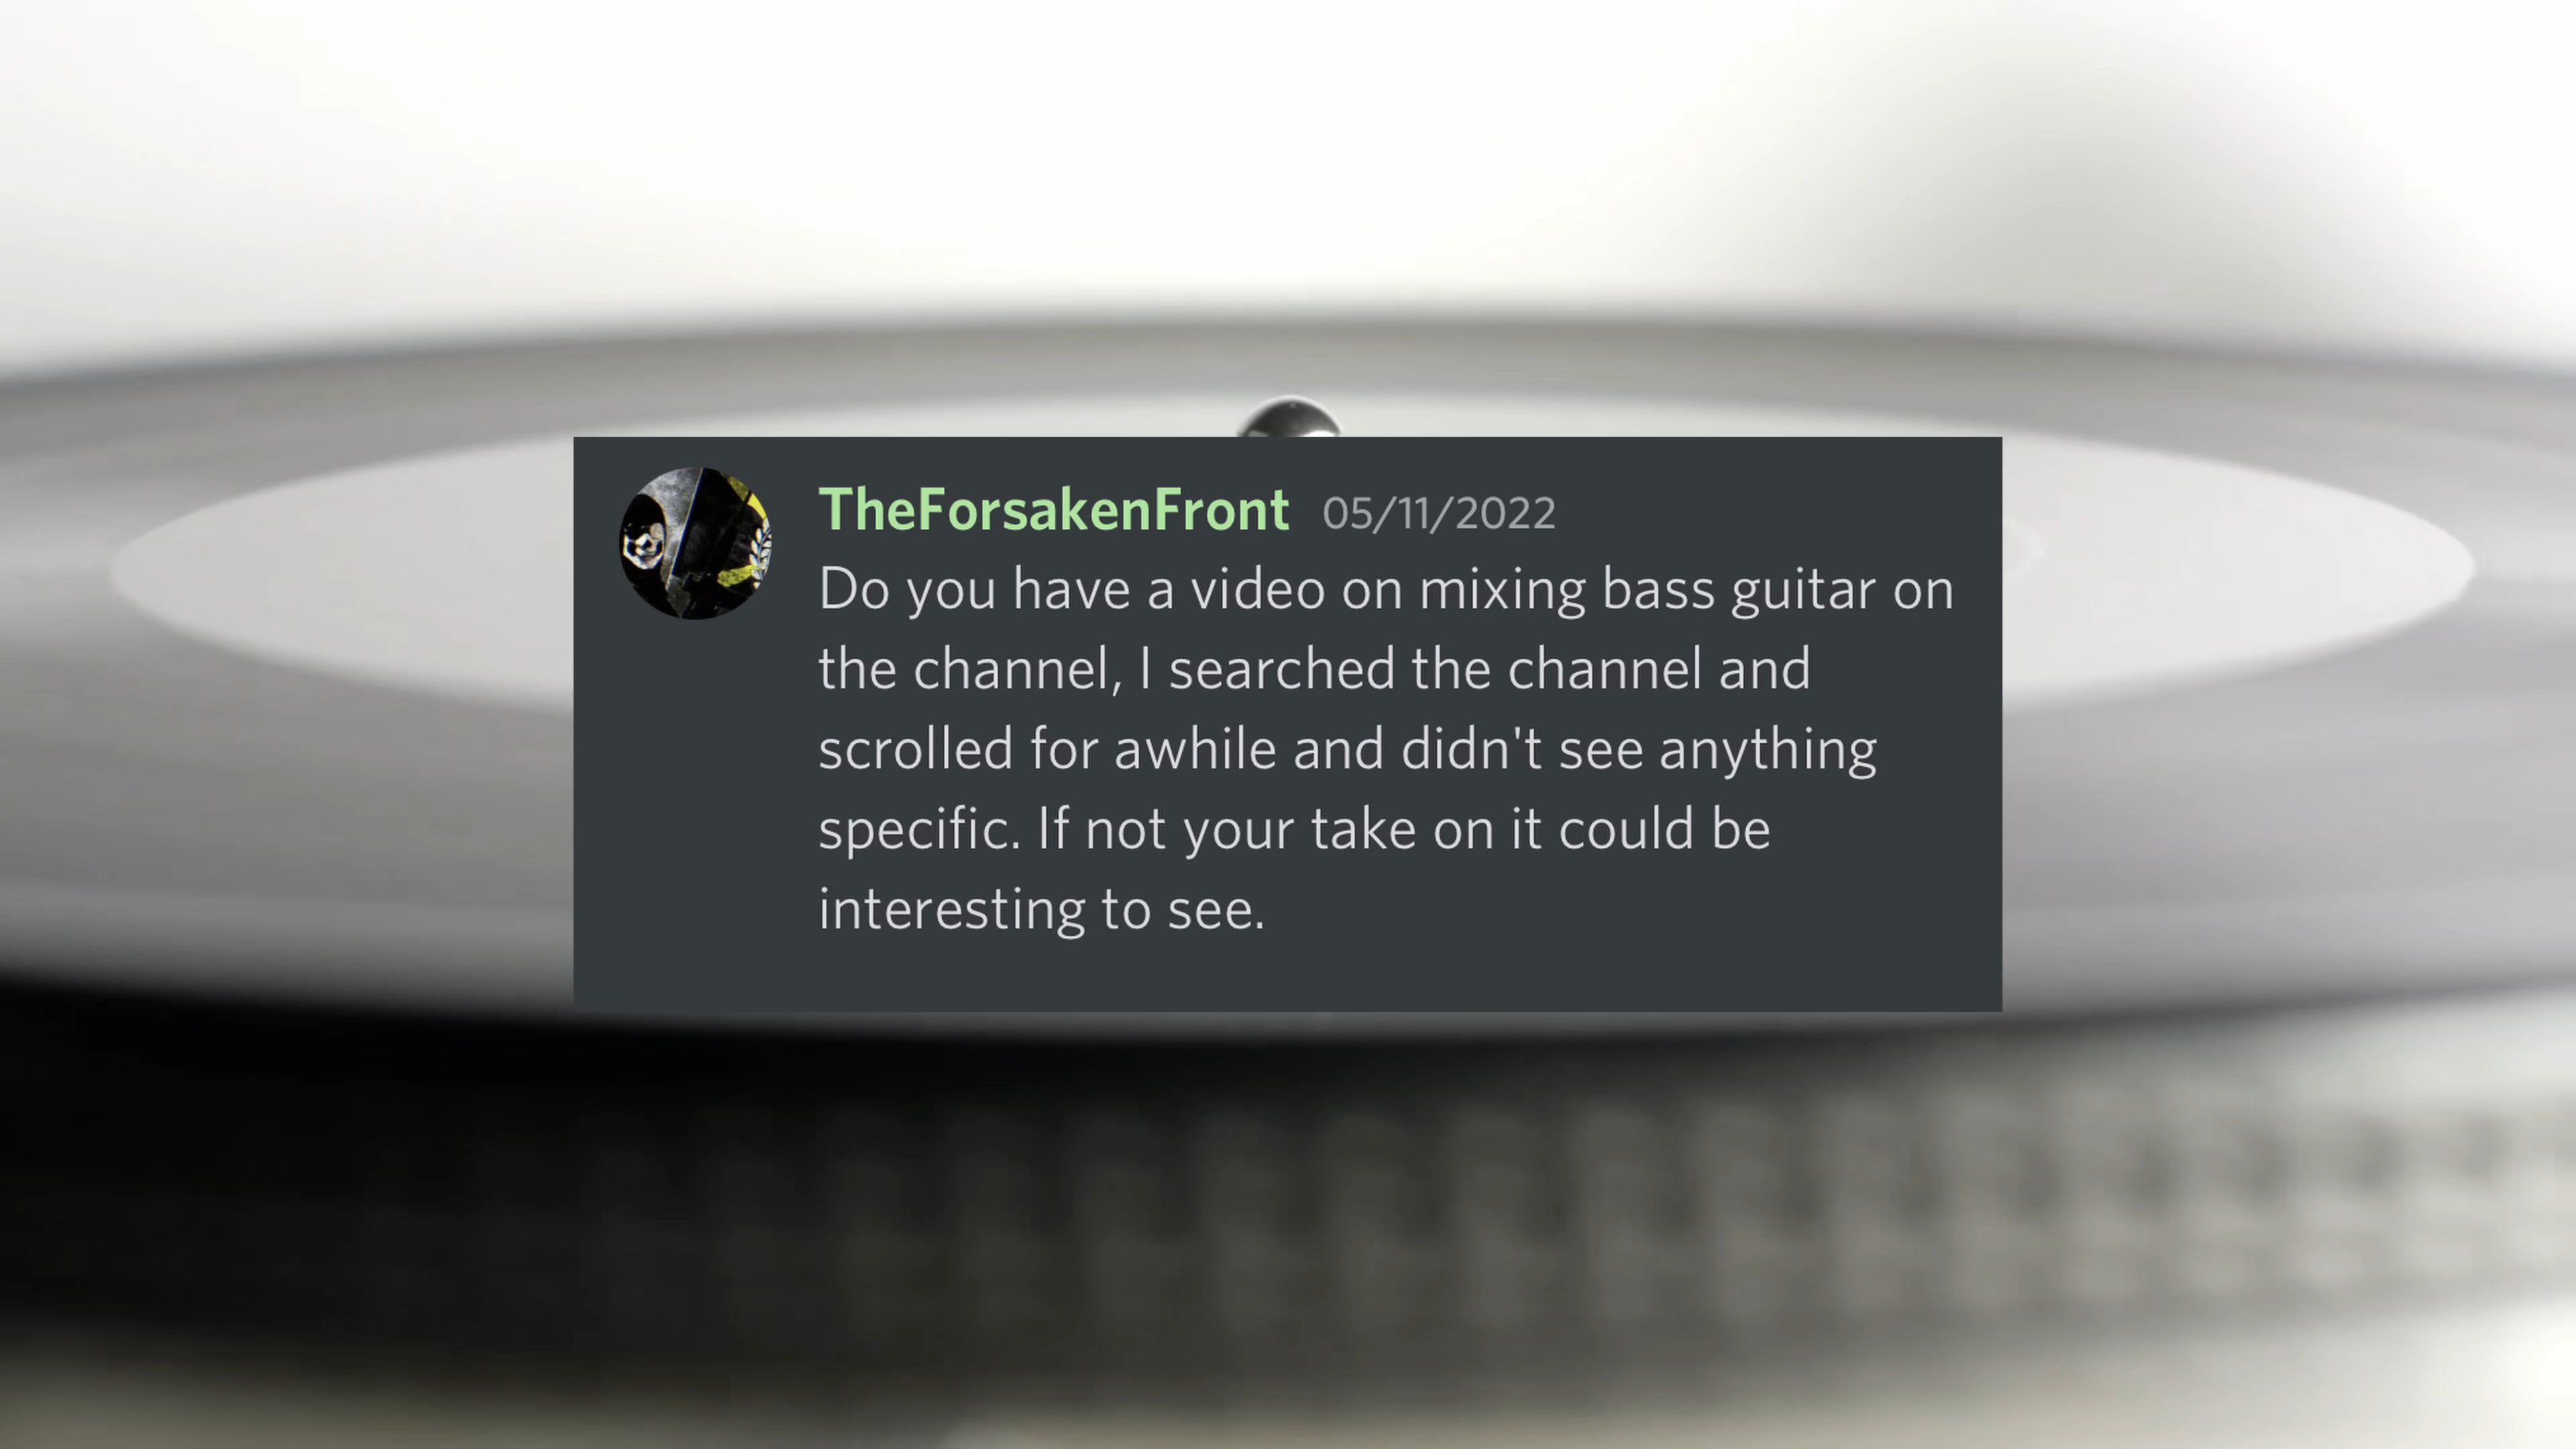 TheForsakenFront 05/11/2022
Do you have a video on mixing bass guitar on
the channel, I searched the channel and
scrolled for awhile and didn't see anything
specific. If not your take on it could be
interesting to see.